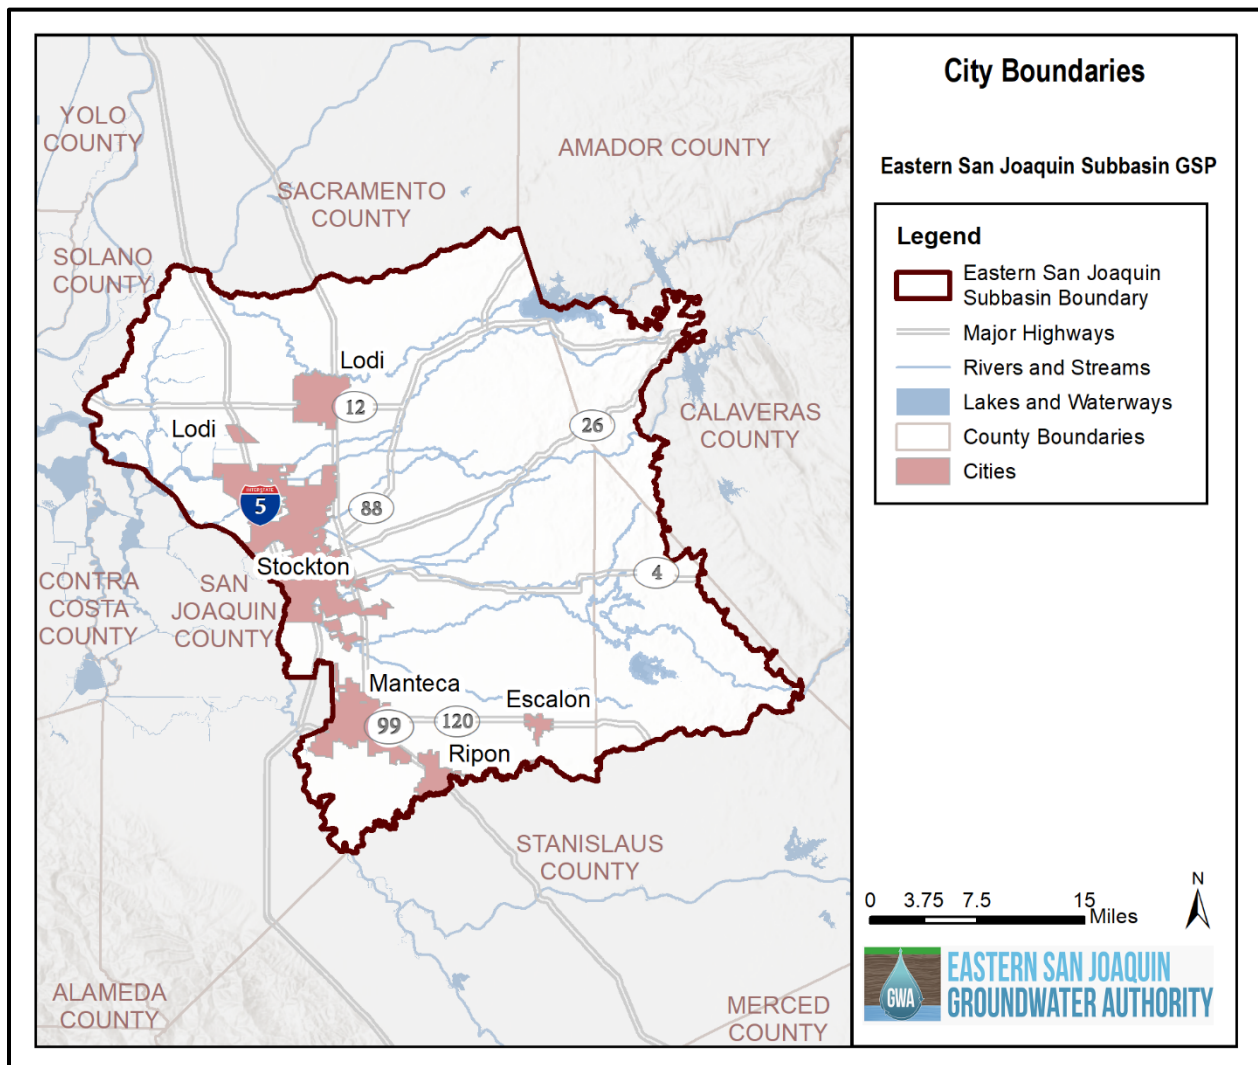 City Boundaries
Eastern San Joaquin Subbasin GSP
Legend
Eastern San Joaquin
Subbasin Boundary
Major Highways
Rivers and Streams
Lakes and Waterways
County Boundaries
Cities
YOLO
COUNTY
AMADOR COUNTY
SACRAMENTO
COUNTY
SOLANO
COUNTY
Lodi
12
Lodi
26
CALAVERAS
COUNTY
INTERSTATE
5
88
Stockton
4
CONTRA
COSTA
COUNTY
SAN
JOAQUIN
COUNTY
Manteca
Escalon
99
120
Ripon
STANISLAUS
COUNTY
ALAMEDA
COUNTY
MERCED
COUNTY
N
0 3.75 7.5 15
Miles
GWA
EASTERN SAN JOAQUIN
GROUNDWATER AUTHORITY